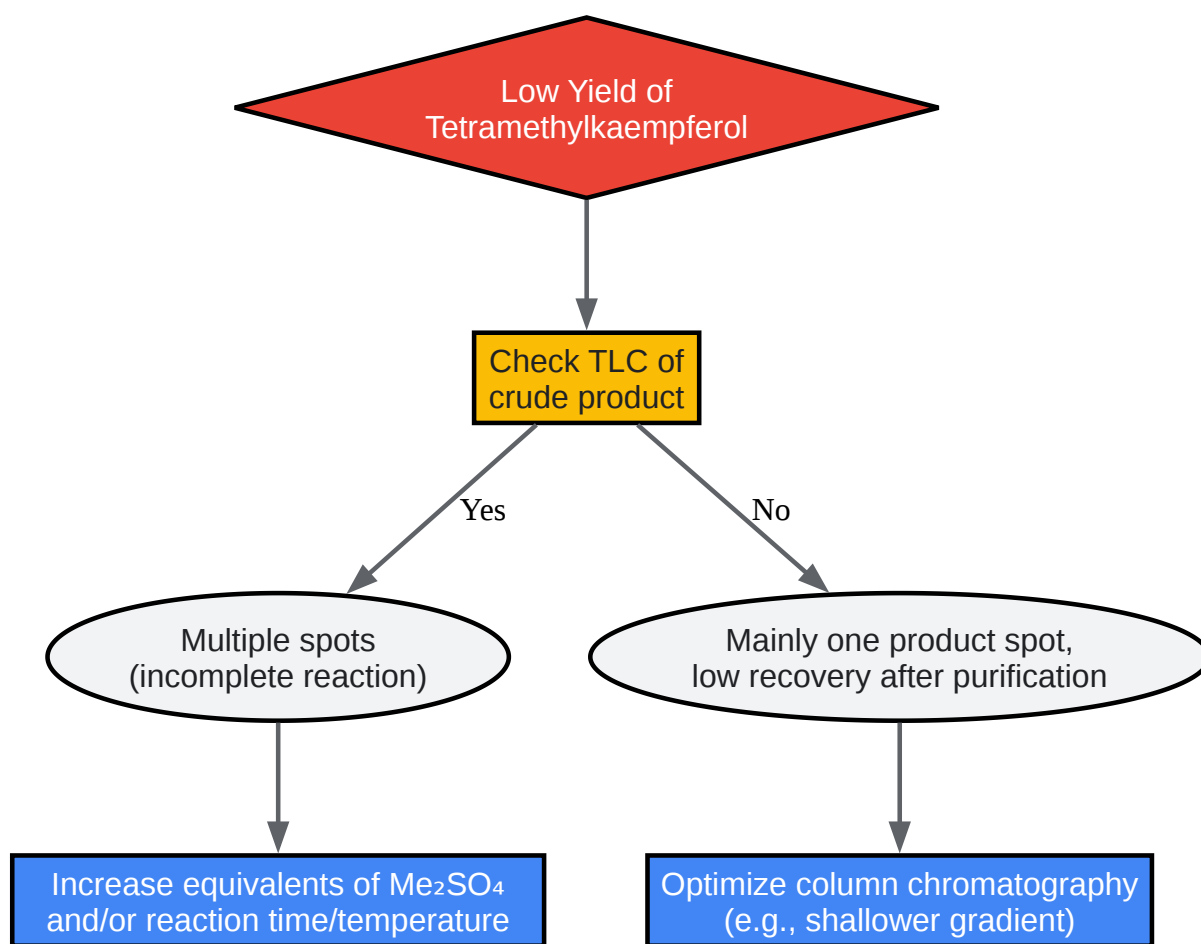 Low Yield of
Tetramethylkaempferol
Check TLC of
crude product
Yes
No
Multiple spots
(incomplete reaction)
Mainly one product spot,
low recovery after purification
Increase equivalents of Me₂SO₄
and/or reaction time/temperature
Optimize column chromatography
(e.g., shallower gradient)